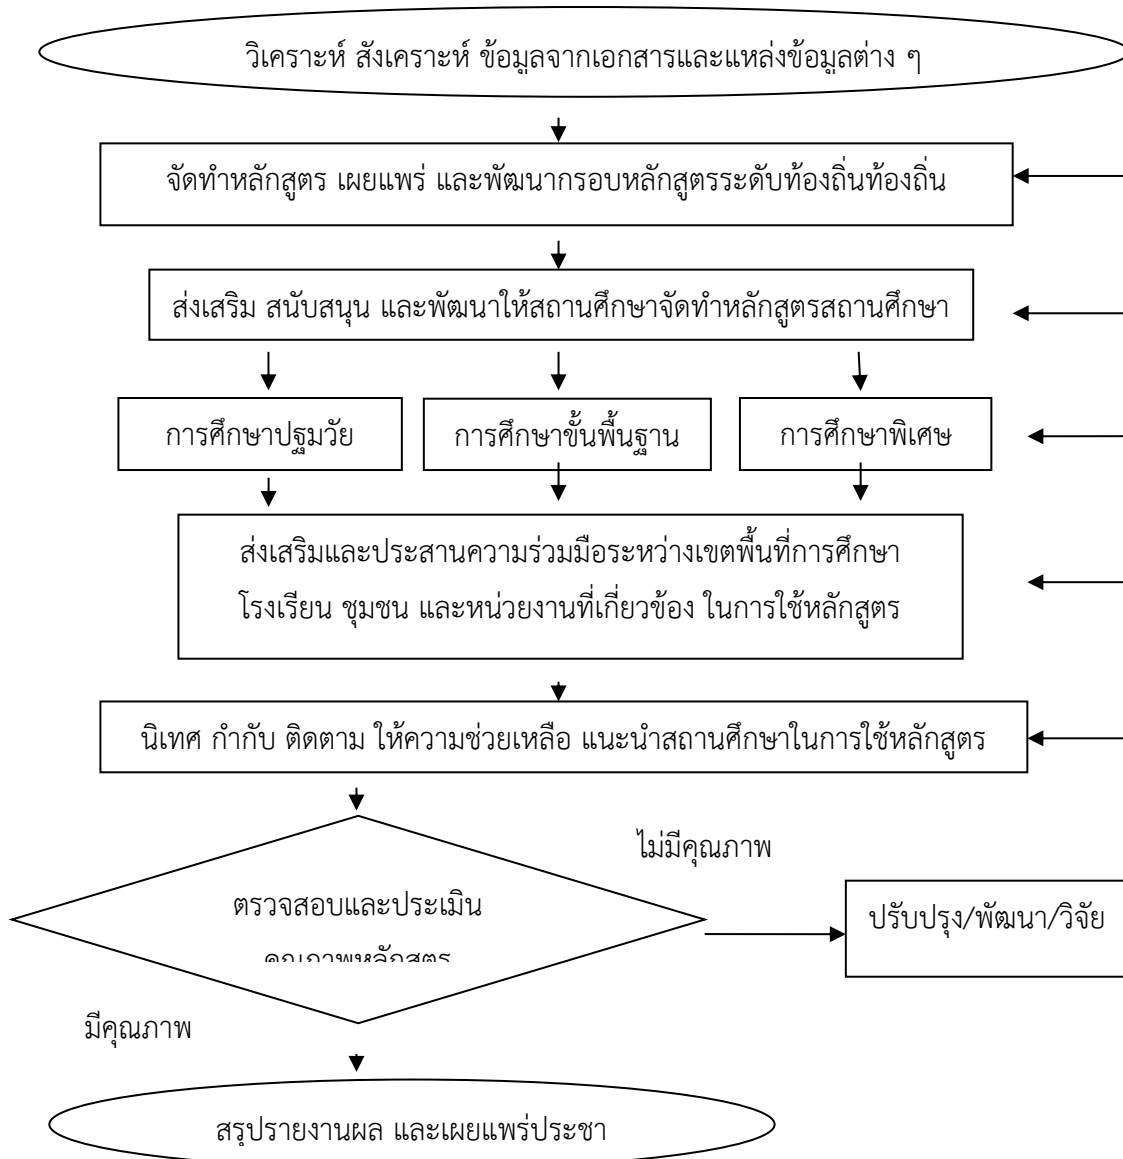 วิเคราะห์ สังเคราะห์ ข้อมูลจากเอกสารและแหล่งข้อมูลต่าง ๆ
จัดทำหลักสูตร เผยแพร่ และพัฒนากรอบหลักสูตรระดับท้องถิ่นท้องถิ่น
ส่งเสริม สนับสนุน และพัฒนาให้สถานศึกษาจัดทำหลักสูตรสถานศึกษา
การศึกษาปฐมวัย
การศึกษาขั้นพื้นฐาน
การศึกษาพิเศษ
ส่งเสริมและประสานความร่วมมือระหว่างเขตพื้นที่การศึกษา
โรงเรียน ชุมชน และหน่วยงานที่เกี่ยวข้อง ในการใช้หลักสูตร
นิเทศ กำกับ ติดตาม ให้ความช่วยเหลือ แนะนำสถานศึกษาในการใช้หลักสูตร
ไม่มีคุณภาพ
ตรวจสอบและประเมิน
คุณภาพหลักสูตร
ปรับปรุง/พัฒนา/วิจัย
มีคุณภาพ
สรุปรายงานผล และเผยแพร่ประชา